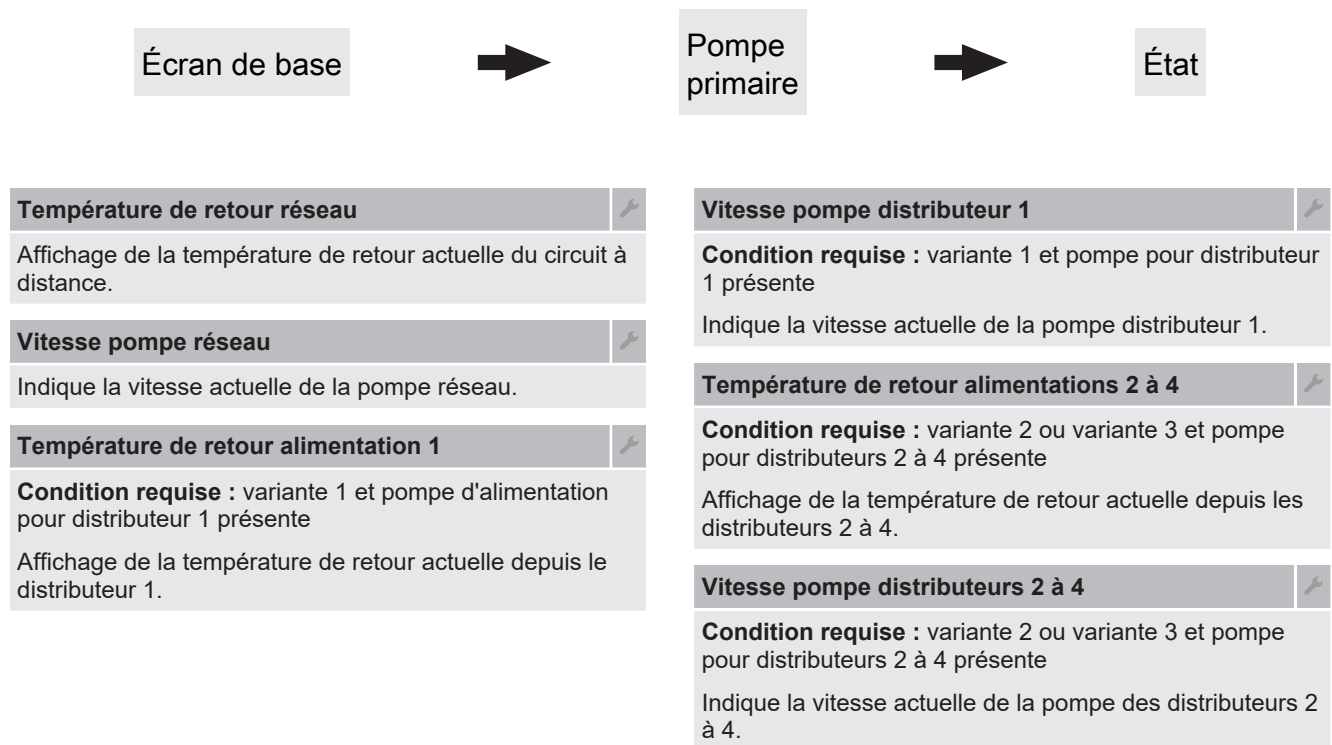 Écran de base
Pompe
primaire
État
Température de retour réseau
Affichage de la température de retour actuelle du circuit à
distance.
Vitesse pompe réseau
Indique la vitesse actuelle de la pompe réseau.
Température de retour alimentation 1
Condition requise : variante 1 et pompe d'alimentation
pour distributeur 1 présente
Affichage de la température de retour actuelle depuis le
distributeur 1.
Vitesse pompe distributeur 1
Condition requise : variante 1 et pompe pour distributeur
1 présente
Indique la vitesse actuelle de la pompe distributeur 1.
Température de retour alimentations 2 à 4
Condition requise : variante 2 ou variante 3 et pompe
pour distributeurs 2 à 4 présente
Affichage de la température de retour actuelle depuis les
distributeurs 2 à 4.
Vitesse pompe distributeurs 2 à 4
Condition requise : variante 2 ou variante 3 et pompe
pour distributeurs 2 à 4 présente
Indique la vitesse actuelle de la pompe des distributeurs 2
à 4.